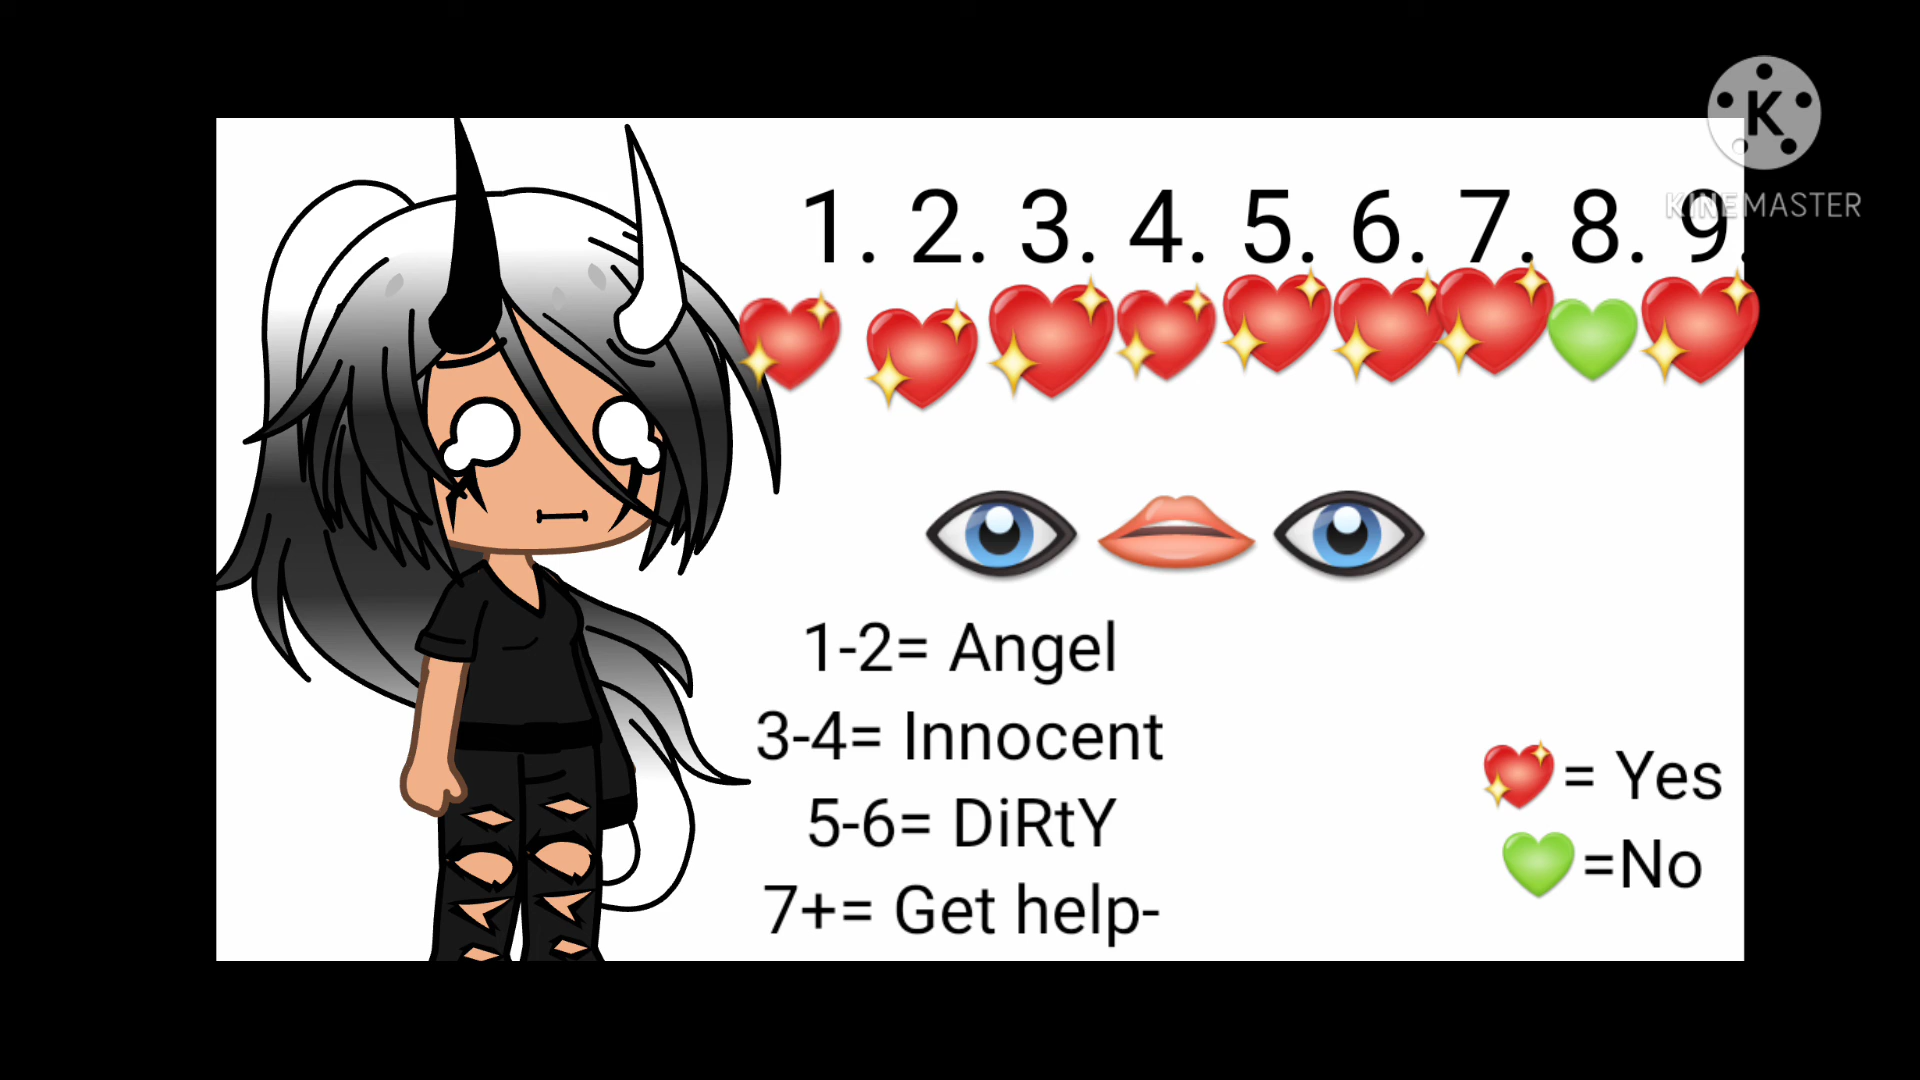 K
KINEMASTER
1. 2. 3. 4. 5. 6. 7. 8. 9.
1-2= Angel
3-4= Innocent
5-6= DiRtY
7+= Get help-
= Yes
=No